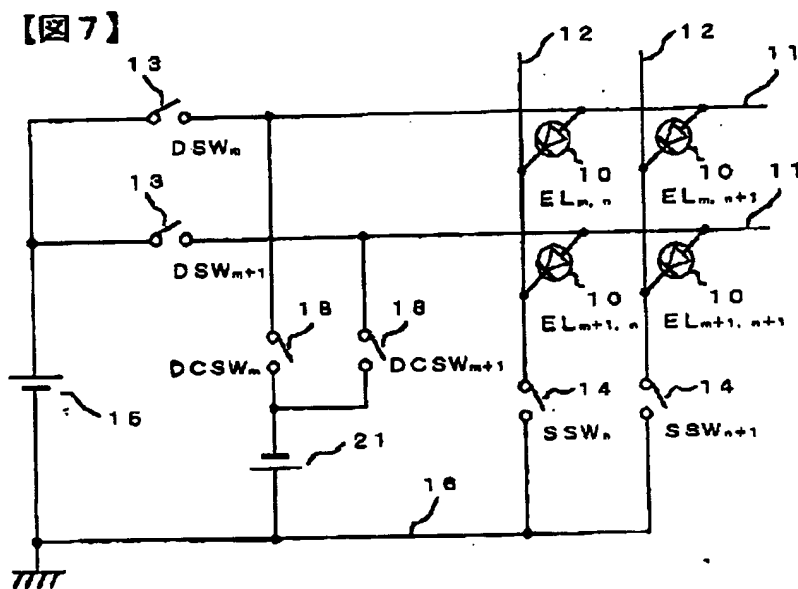 【図7】
12 12
13
11
DSWm
10 10
ELm, n ELm, n+1
13
11
DSWm+1
10 10
18 18
ELm+1, n ELm+1, n+1
DCSWm DCSWm+1
14 14
15
SSWn SSWn+1
21
16